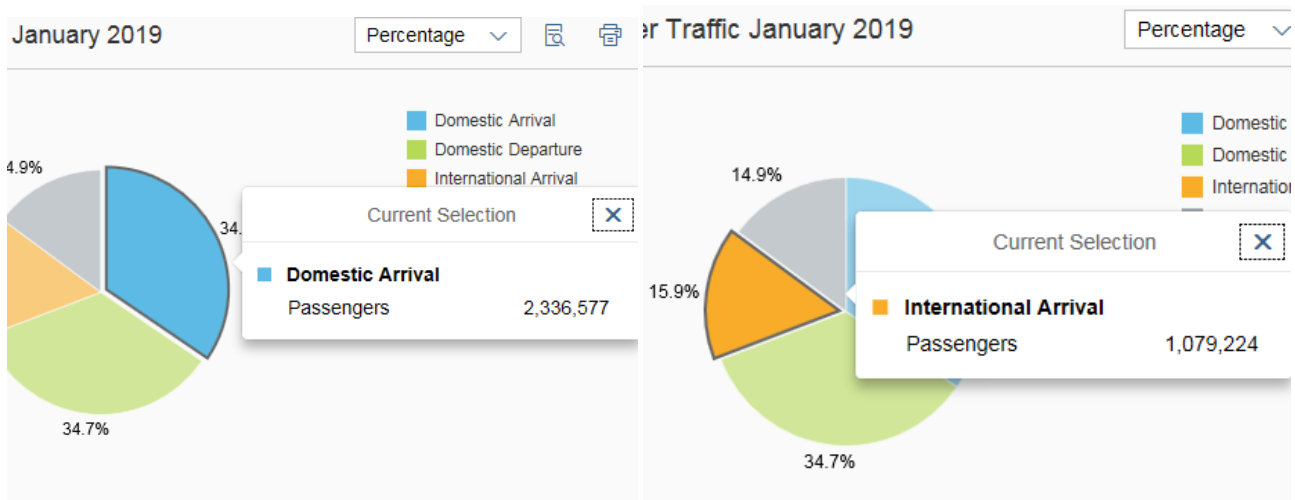 January 2019
Percentage
Domestic Arrival
Domestic Departure
International Arrival
4.9%
34.
Current Selection
Domestic Arrival
Passengers 2,336,577
34.7%
er Traffic January 2019
Percentage
Domestic
Domestic
Internation
14.9%
15.9%
Current Selection
International Arrival
Passengers 1,079,224
34.7%